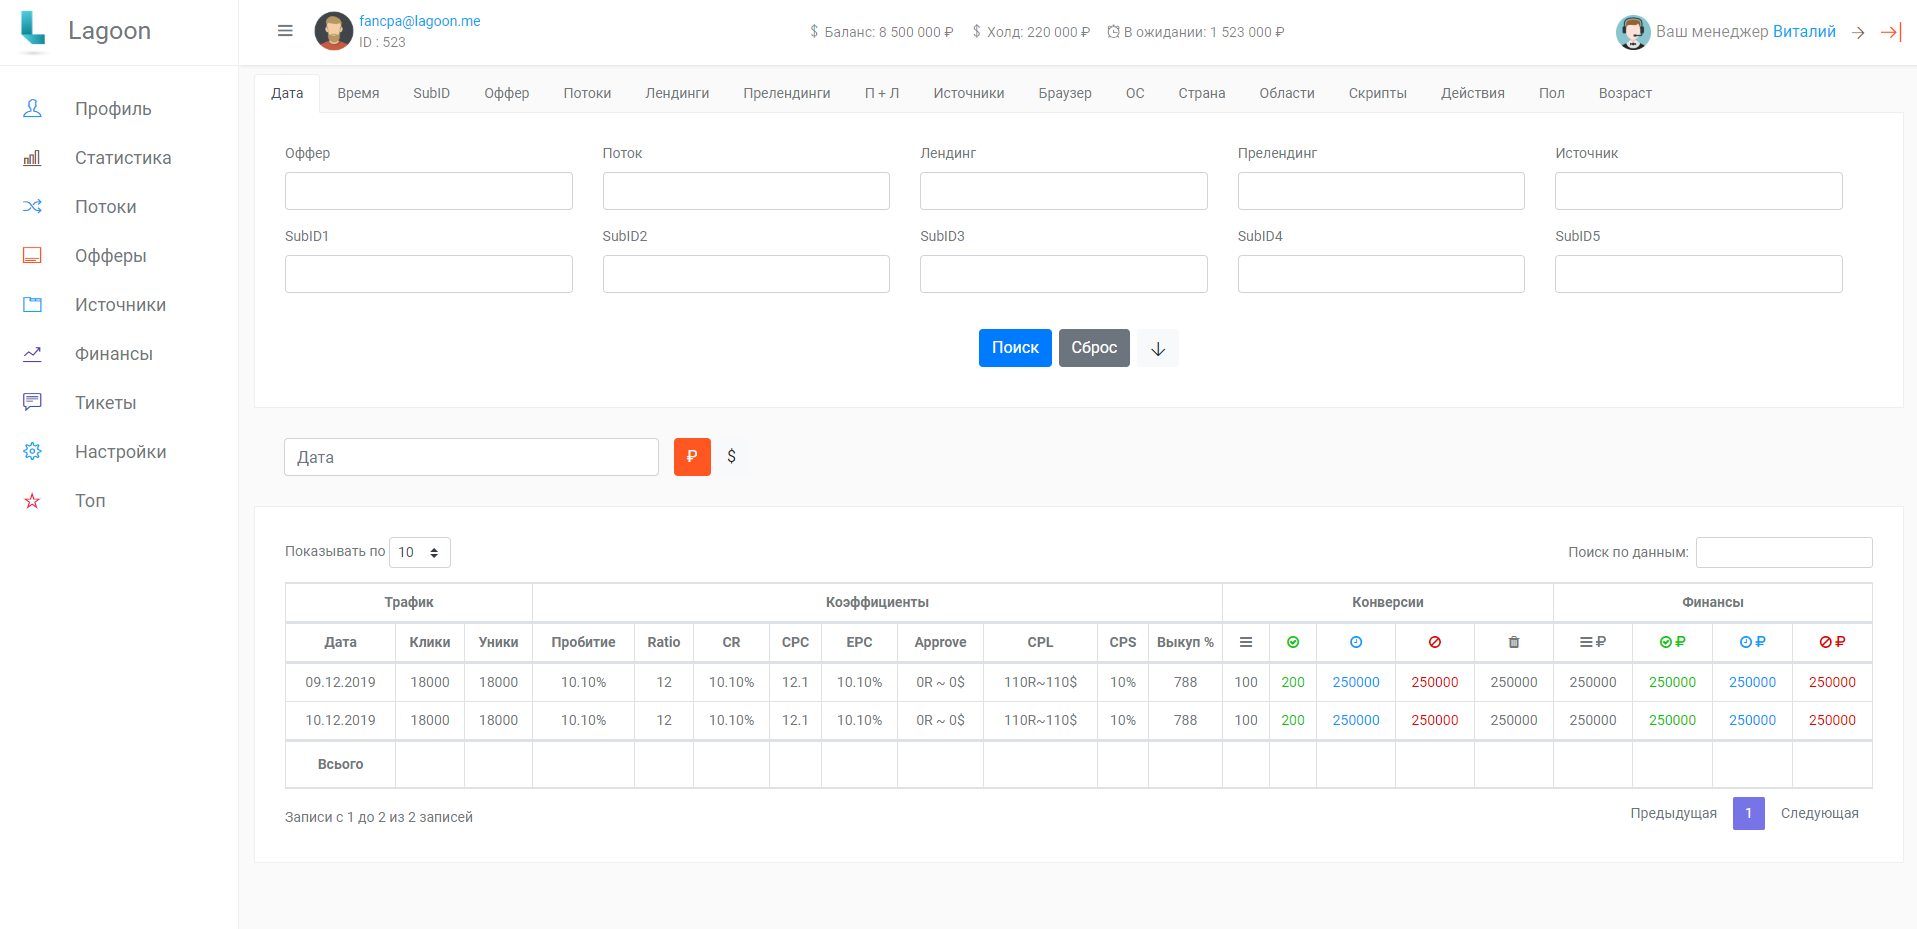 Lagoon
fancpa@lagoon.me
ID : 523
$ Баланс: 8 500 000 ₽ $ Холд: 220 000 ₽ В ожидании: 1 523 000 ₽
Ваш менеджер Виталий
Профиль
Статистика
Потоки
Офферы
Источники
Финансы
Тикеты
Настройки
Топ
Дата Время SubID Оффер Потоки Лендинги Прелендинги П + Л Источники Браузер ОС Страна Области Скрипты Действия Пол Возраст
Оффер Поток Лендинг Прелендинг Источник
SubID1 SubID2 SubID3 SubID4 SubID5
Поиск Сброс
Дата ₽ $
Показывать по 10 Поиск по данным:
Трафик Коэффициенты Конверсии Финансы
Дата Клики Уники Пробитие Ratio CR CPC EPC Approve CPL CPS Выкуп % ₽ ₽ ₽ ₽
09.12.2019 18000 18000 10.10% 12 10.10% 12.1 10.10% 0R ~ 0$ 110R~110$ 10% 788 100 200 250000 250000 250000 250000 250000 250000 250000
10.12.2019 18000 18000 10.10% 12 10.10% 12.1 10.10% 0R ~ 0$ 110R~110$ 10% 788 100 200 250000 250000 250000 250000 250000 250000 250000
Всього
Записи с 1 до 2 из 2 записей
Предыдущая 1 Следующая